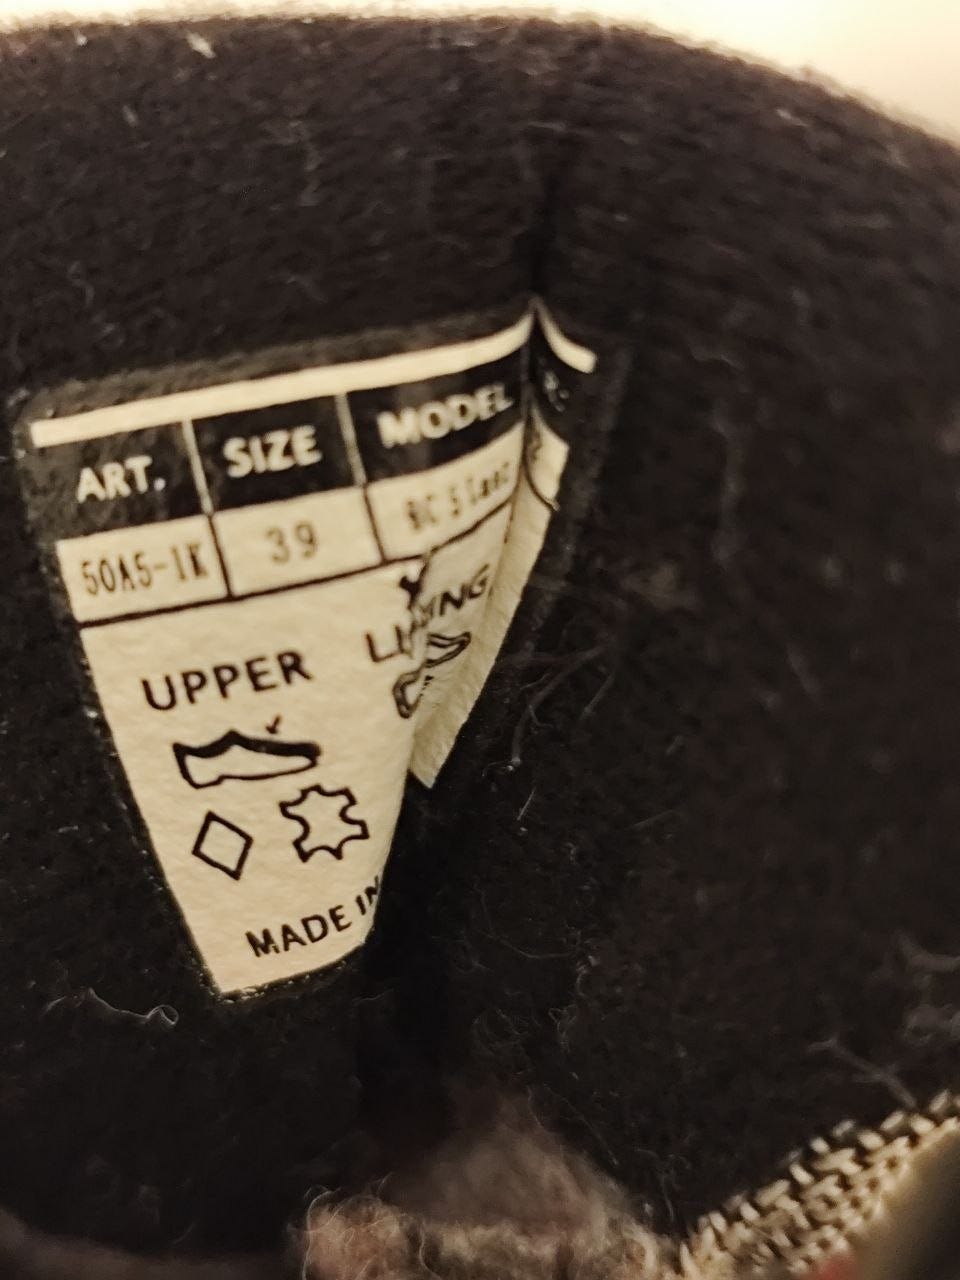 ART. SIZE MODEL
50A5-1K 39
UPPER
MADE IN